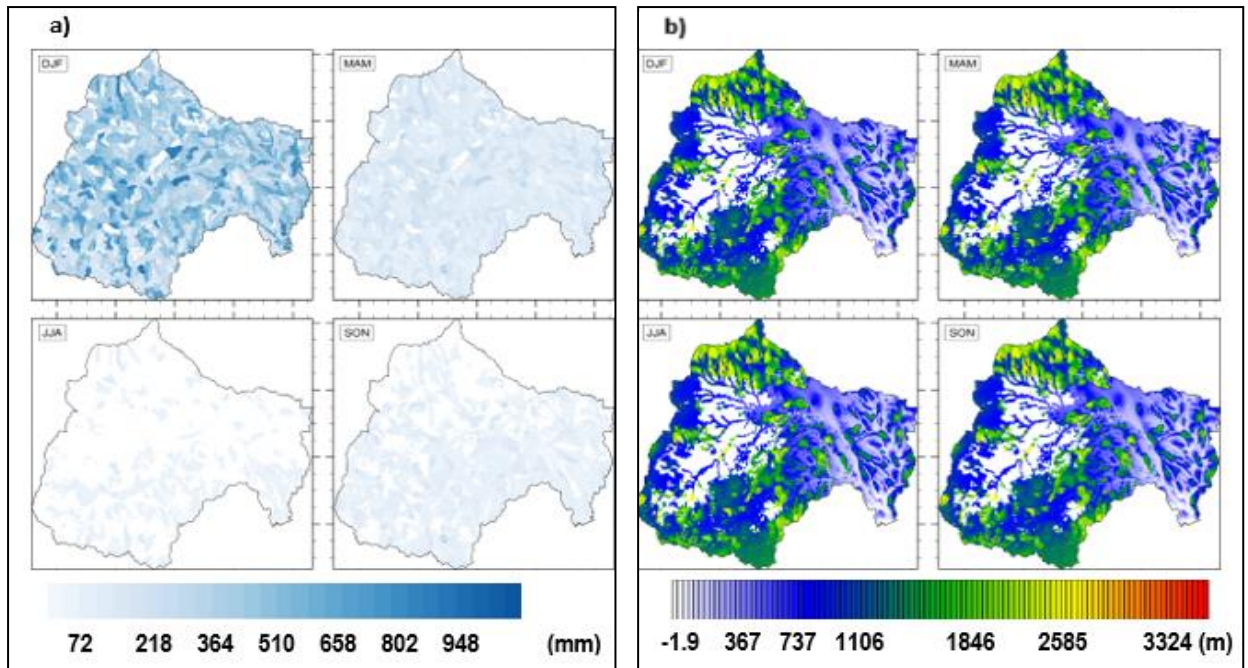 a)
DJF
MAM
JJA
SON
72 218 364 510 658 802 948 (mm)
b)
DJF
MAM
JJA
SON
-1.9 367 737 1106 1846 2585 3324 (m)